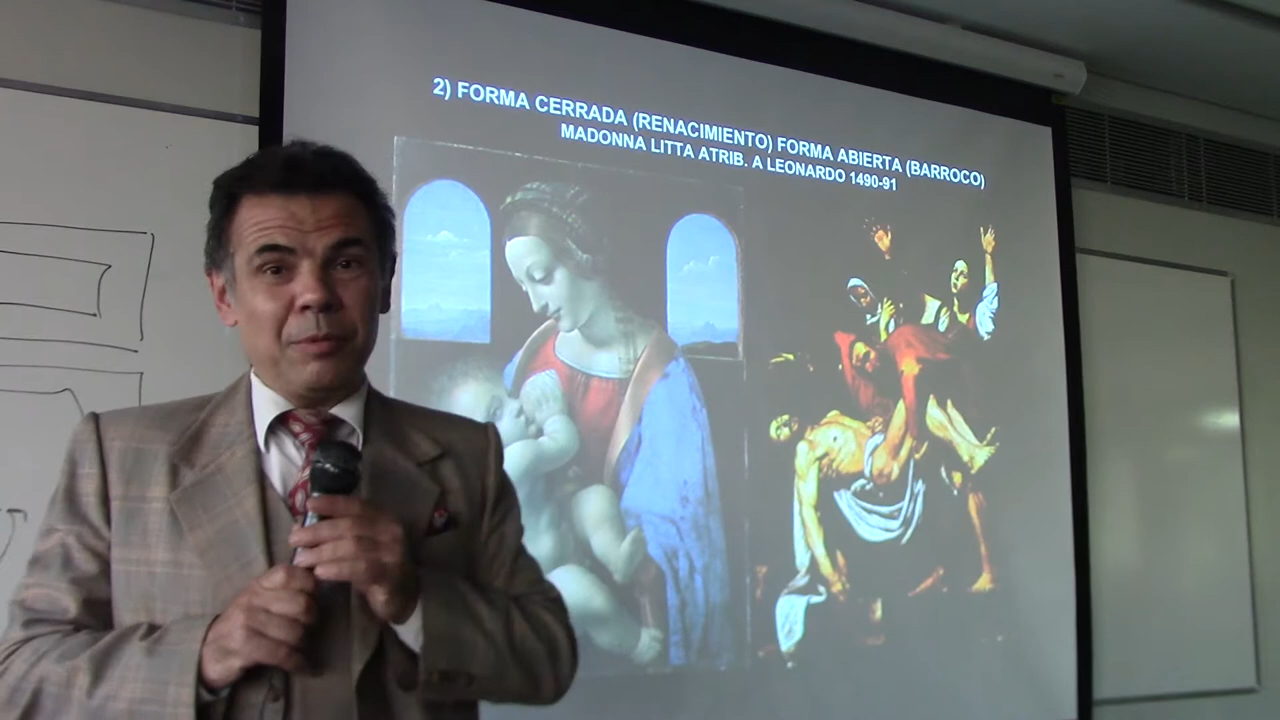 2) FORMA CERRADA (RENACIMIENTO) FORMA ABIERTA (BARROCO)
MADONNA LITTA ATRIB. A LEONARDO 1490-91